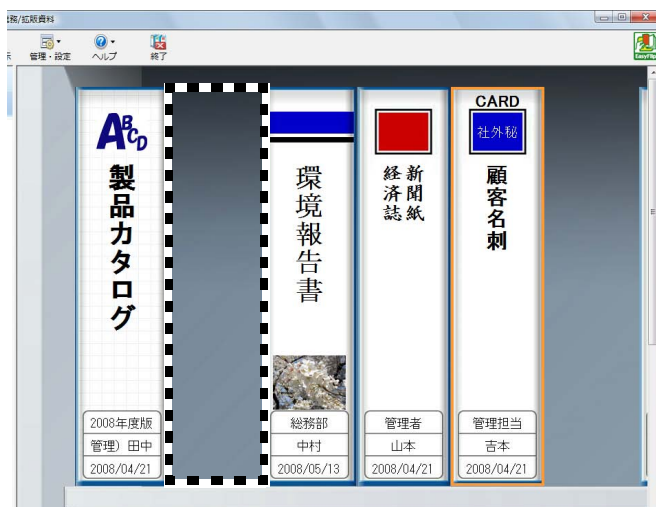 務/拡販資料
管理・設定
ヘルプ
終了
EasyFlip
ABCD
製品カタログ
2008年度版
管理）田中
2008/04/21
環境報告書
総務部
中村
2008/05/13
新聞紙
経済誌
管理者
山本
2008/04/21
CARD
社外秘
顧客名刺
管理担当
吉本
2008/04/21